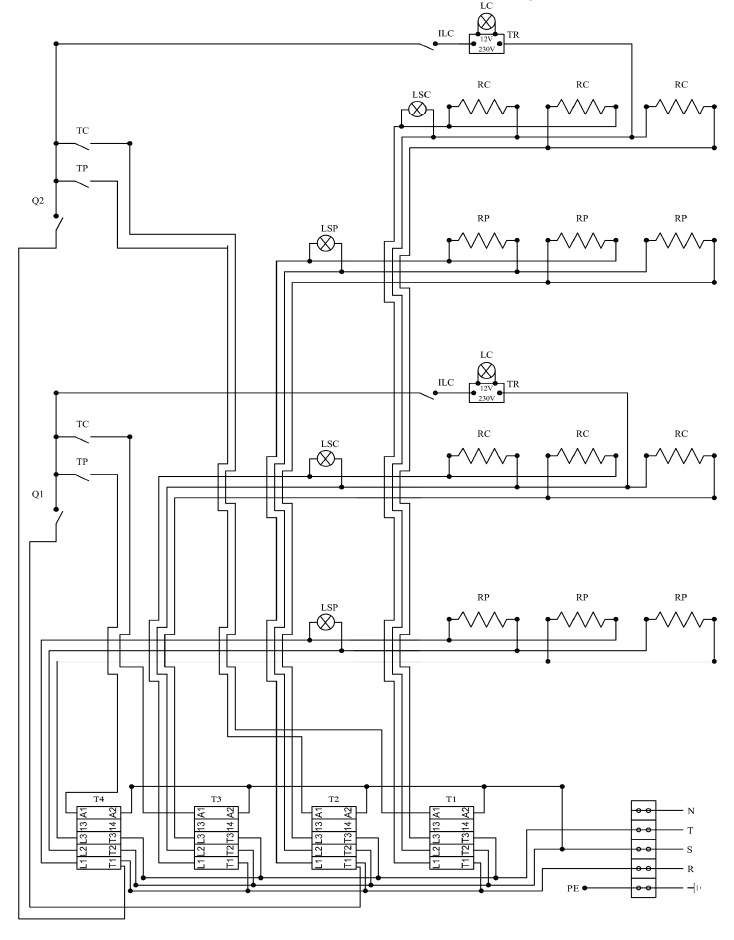 LC
ILC
12V
TR
230V
LSC
RC
RC
RC
TC
TP
Q2
LSP
RP
RP
RP
LC
ILC
12V
TR
230V
TC
LSC
RC
RC
RC
TP
Q1
LSP
RP
RP
RP
T4
T3
T2
T1
A1 A2 A1 A2 A1 A2 A1 A2
13 14 13 14 13 14 13 14
L3 T3 L3 T3 L3 T3 L3 T3
L2 T2 L2 T2 L2 T2 L2 T2
L1 T1 L1 T1 L1 T1 L1 T1
N
T
S
R
PE